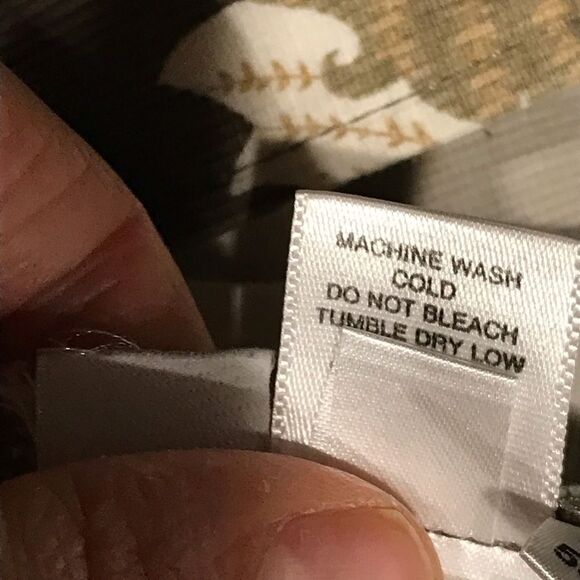 MACHINE WASH
COLD
DO NOT BLEACH
TUMBLE DRY LOW